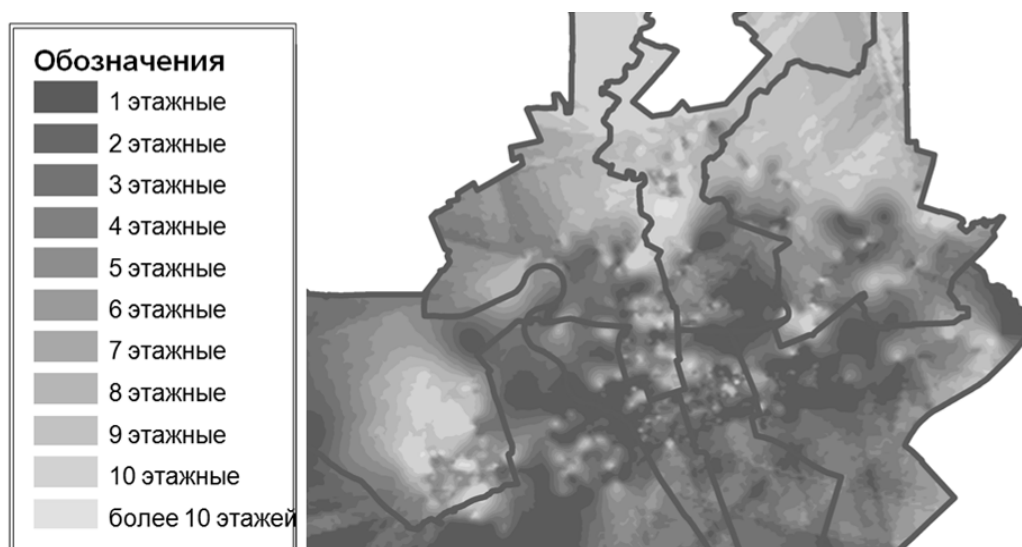 Обозначения
1 этажные
2 этажные
3 этажные
4 этажные
5 этажные
6 этажные
7 этажные
8 этажные
9 этажные
10 этажные
более 10 этажей